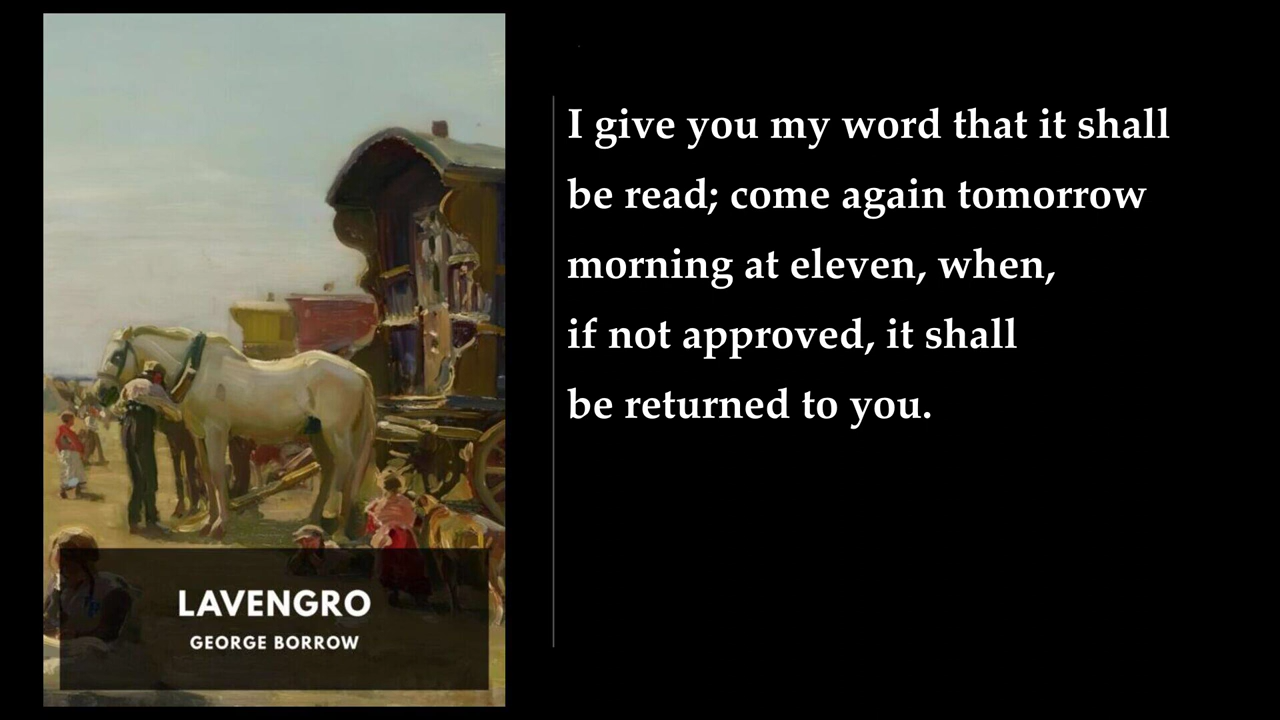 LAVENGRO
GEORGE BORROW
I give you my word that it shall
be read; come again tomorrow
morning at eleven, when,
if not approved, it shall
be returned to you.